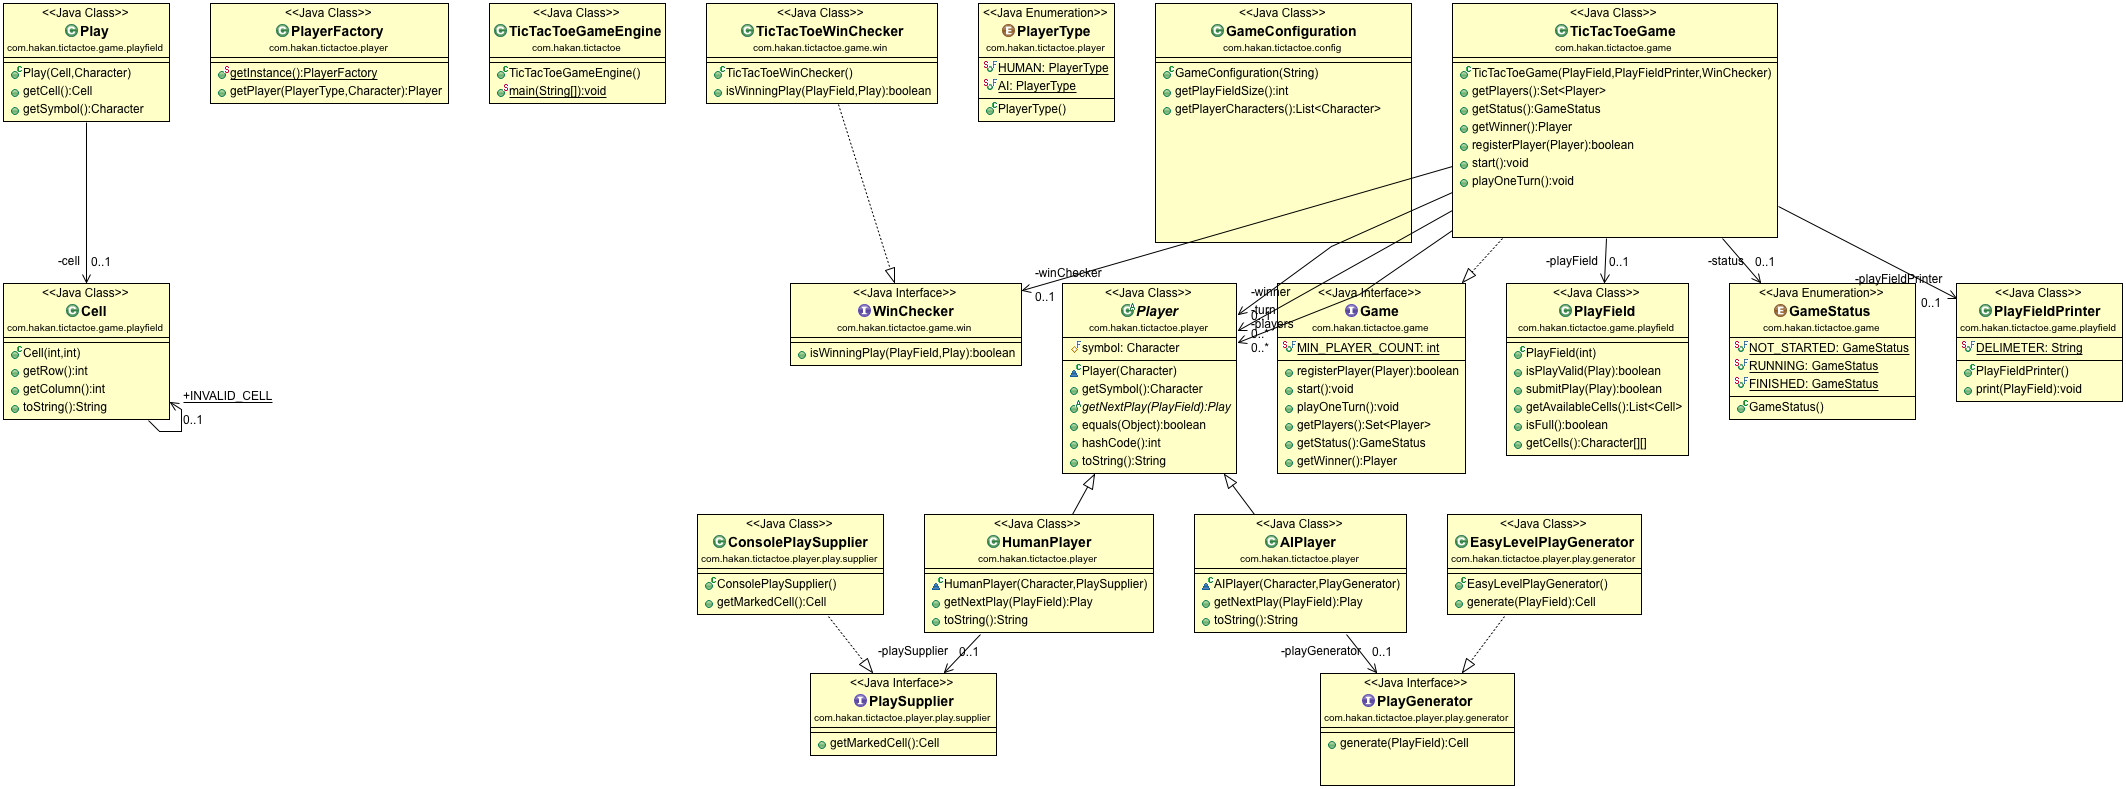 <<Java Class>>
Play
com.hakan.tictactoe.game.playfield
Play(Cell,Character)
getCell():Cell
getSymbol():Character
<<Java Class>>
PlayerFactory
com.hakan.tictactoe.player
getInstance():PlayerFactory
getPlayer(PlayerType,Character):Player
<<Java Class>>
TicTacToeGameEngine
com.hakan.tictactoe
TicTacToeGameEngine()
main(String[]):void
<<Java Class>>
TicTacToeWinChecker
com.hakan.tictactoe.game.win
TicTacToeWinChecker()
isWinningPlay(PlayField,Play):boolean
<<Java Enumeration>>
PlayerType
com.hakan.tictactoe.player
HUMAN: PlayerType
AI: PlayerType
PlayerType()
<<Java Class>>
GameConfiguration
com.hakan.tictactoe.config
GameConfiguration(String)
getPlayFieldSize():int
getPlayerCharacters():List<Character>
<<Java Class>>
TicTacToeGame
com.hakan.tictactoe.game
TicTacToeGame(PlayField,PlayFieldPrinter,WinChecker)
getPlayers():Set<Player>
getStatus():GameStatus
getWinner():Player
registerPlayer(Player):boolean
start():void
playOneTurn():void
-cell
0..1
-winChecker
0..1
-winner
0..1
-turn
0..1
-players
0..*
-playField
0..1
-status
0..1
-playFieldPrinter
0..1
<<Java Class>>
Cell
com.hakan.tictactoe.game.playfield
Cell(int,int)
getRow():int
getColumn():int
toString():String
+INVALID_CELL
0..1
<<Java Interface>>
WinChecker
com.hakan.tictactoe.game.win
isWinningPlay(PlayField,Play):boolean
<<Java Class>>
Player
com.hakan.tictactoe.player
symbol: Character
Player(Character)
getSymbol():Character
getNextPlay(PlayField):Play
equals(Object):boolean
hashCode():int
toString():String
<<Java Interface>>
Game
com.hakan.tictactoe.game
MIN_PLAYER_COUNT: int
registerPlayer(Player):boolean
start():void
playOneTurn():void
getPlayers():Set<Player>
getStatus():GameStatus
getWinner():Player
<<Java Class>>
PlayField
com.hakan.tictactoe.game.playfield
PlayField(int)
isPlayValid(Play):boolean
submitPlay(Play):boolean
getAvailableCells():List<Cell>
isFull():boolean
getCells():Character[][]
<<Java Enumeration>>
GameStatus
com.hakan.tictactoe.game
NOT_STARTED: GameStatus
RUNNING: GameStatus
FINISHED: GameStatus
GameStatus()
<<Java Class>>
PlayFieldPrinter
com.hakan.tictactoe.game.playfield
DELIMETER: String
PlayFieldPrinter()
print(PlayField):void
<<Java Class>>
ConsolePlaySupplier
com.hakan.tictactoe.player.play.supplier
ConsolePlaySupplier()
getMarkedCell():Cell
<<Java Class>>
HumanPlayer
com.hakan.tictactoe.player
HumanPlayer(Character,PlaySupplier)
getNextPlay(PlayField):Play
toString():String
<<Java Class>>
AIPlayer
com.hakan.tictactoe.player
AIPlayer(Character,PlayGenerator)
getNextPlay(PlayField):Play
toString():String
<<Java Class>>
EasyLevelPlayGenerator
com.hakan.tictactoe.player.play.generator
EasyLevelPlayGenerator()
generate(PlayField):Cell
-playSupplier
0..1
-playGenerator
0..1
<<Java Interface>>
PlaySupplier
com.hakan.tictactoe.player.play.supplier
getMarkedCell():Cell
<<Java Interface>>
PlayGenerator
com.hakan.tictactoe.player.play.generator
generate(PlayField):Cell